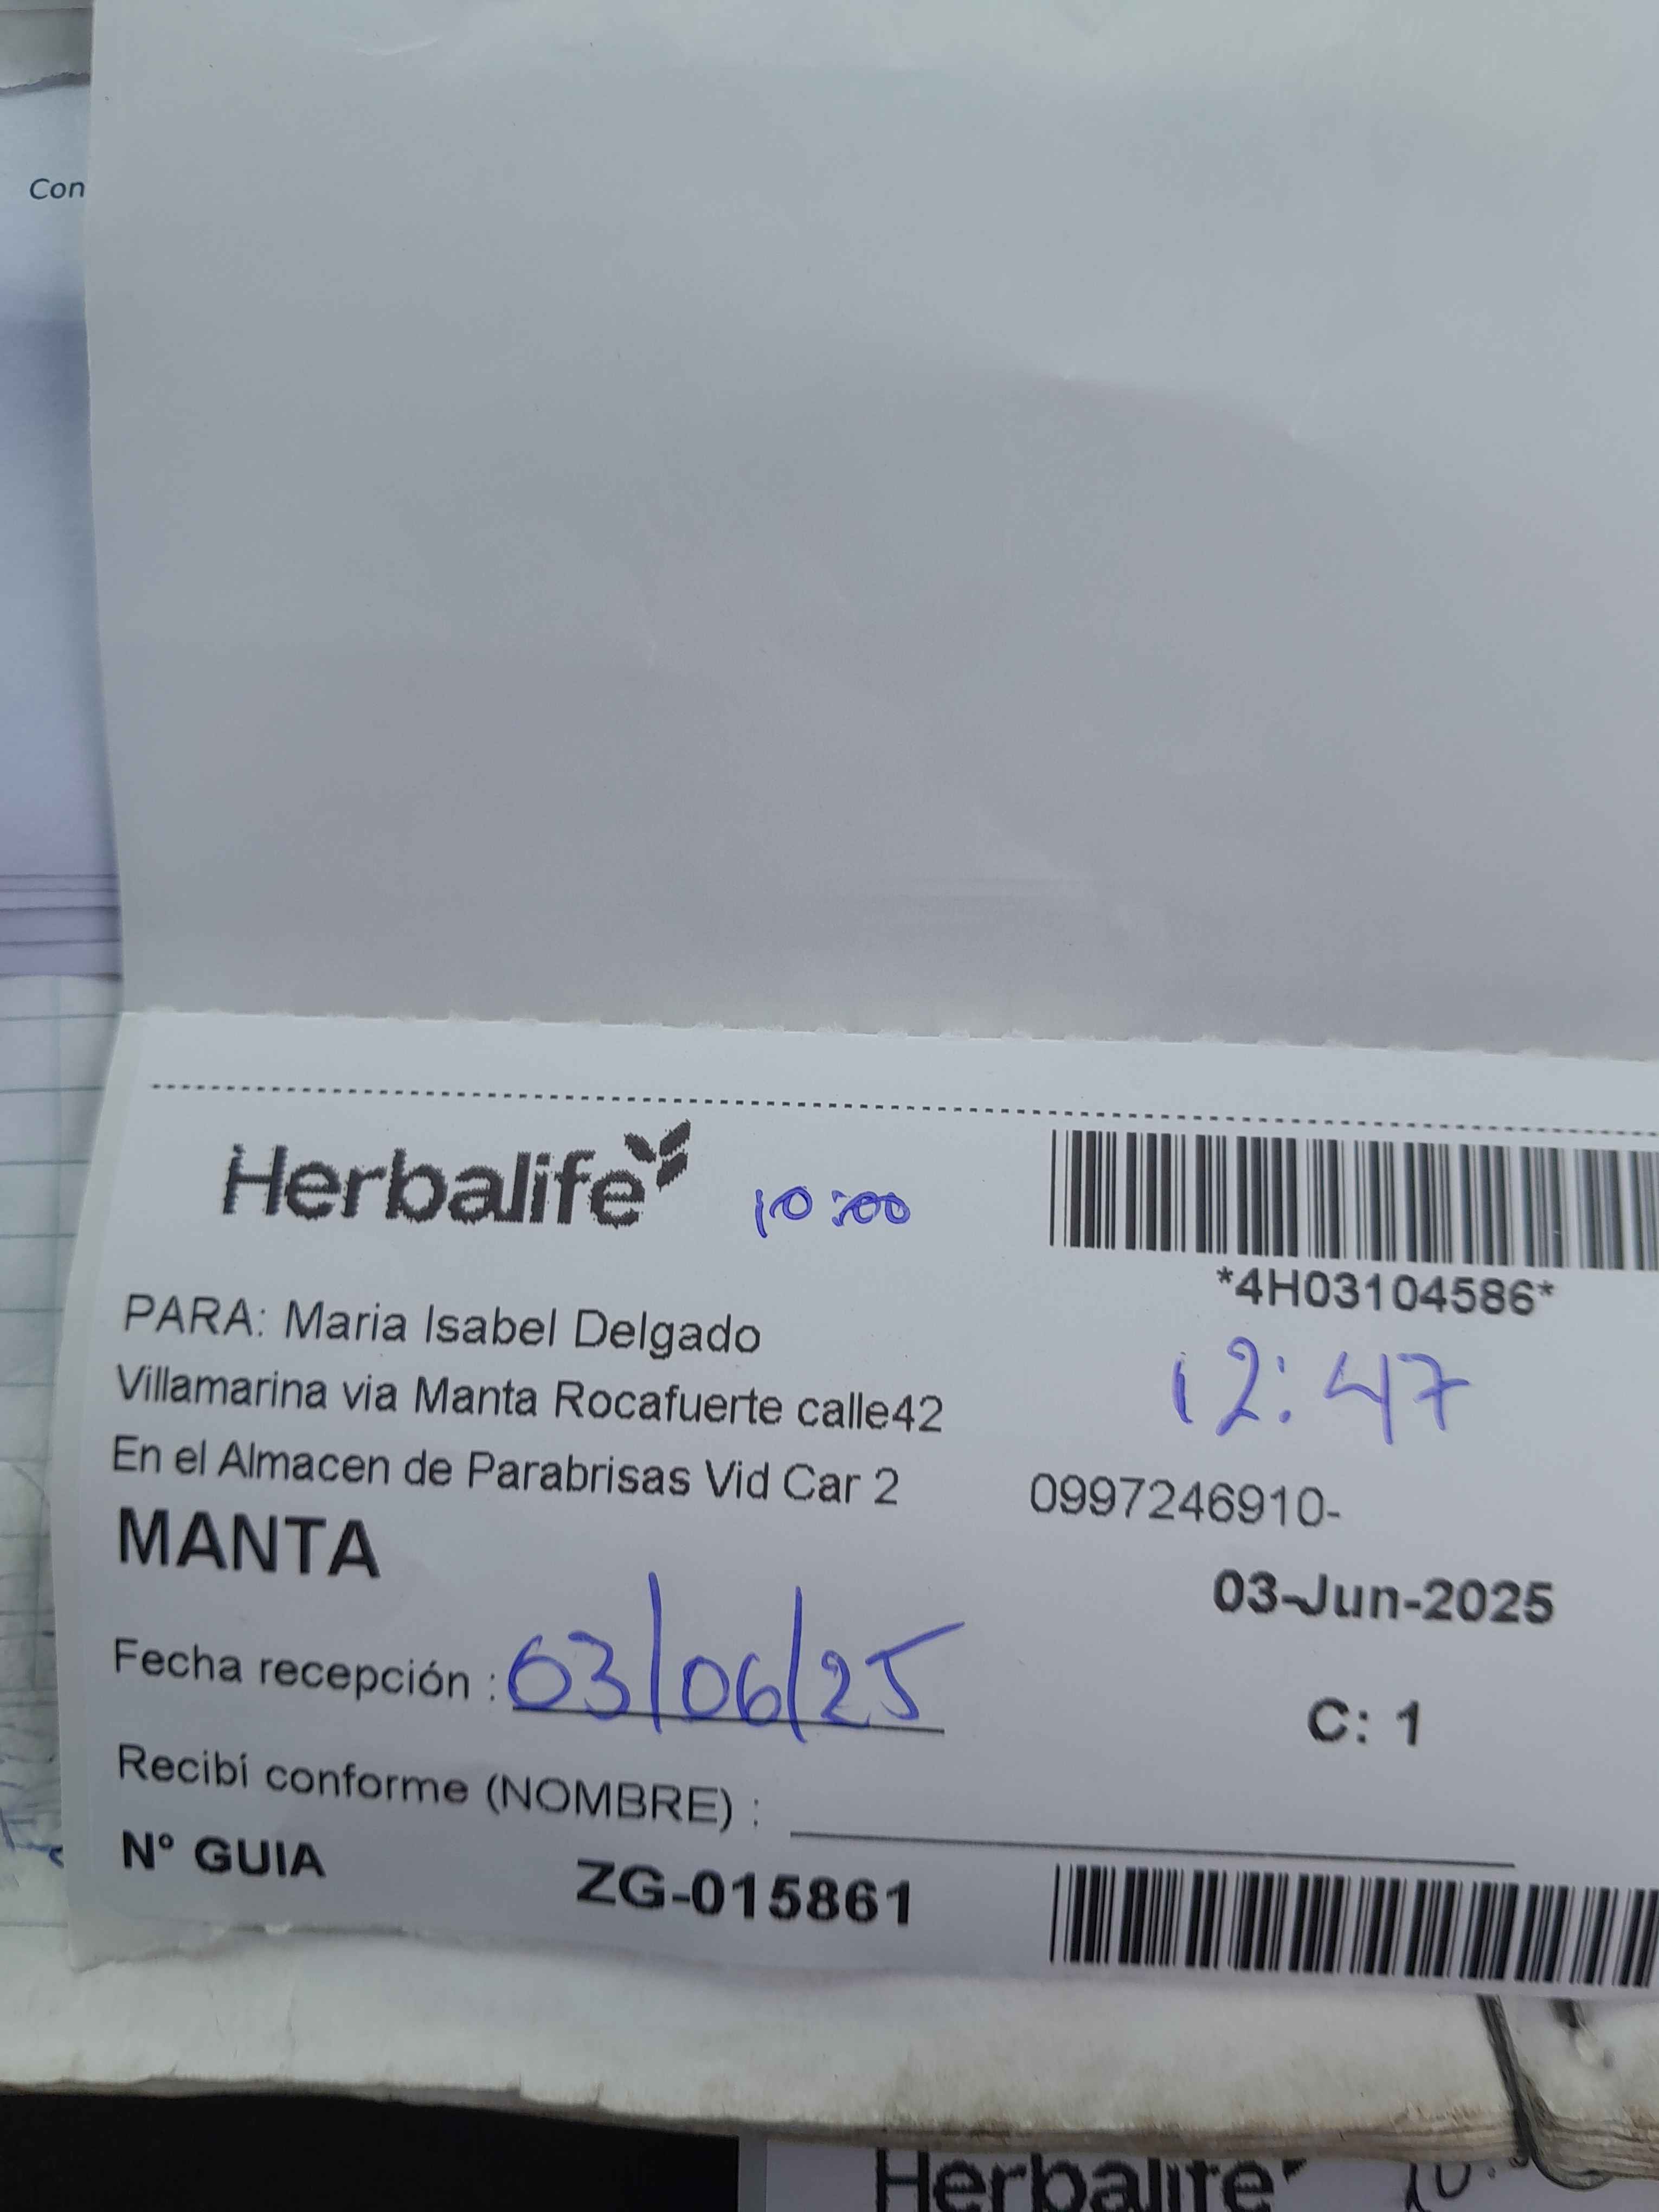 Con
Herbalife
10:00
*4H03104586*
PARA: Maria Isabel Delgado
12:47
Villamarina via Manta Rocafuerte calle42
En el Almacen de Parabrisas Vid Car 2
0997246910-
MANTA
03-Jun-2025
Fecha recepción : 03/06/25
C: 1
Recibí conforme (NOMBRE) :
N° GUIA ZG-015861
Herbalife